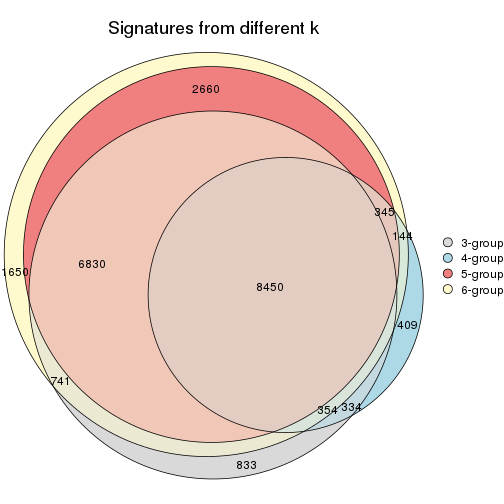 Signatures from different k
2660
345
144
3-group
4-group
5-group
6-group
6830
1650
8450
409
741
354
334
833